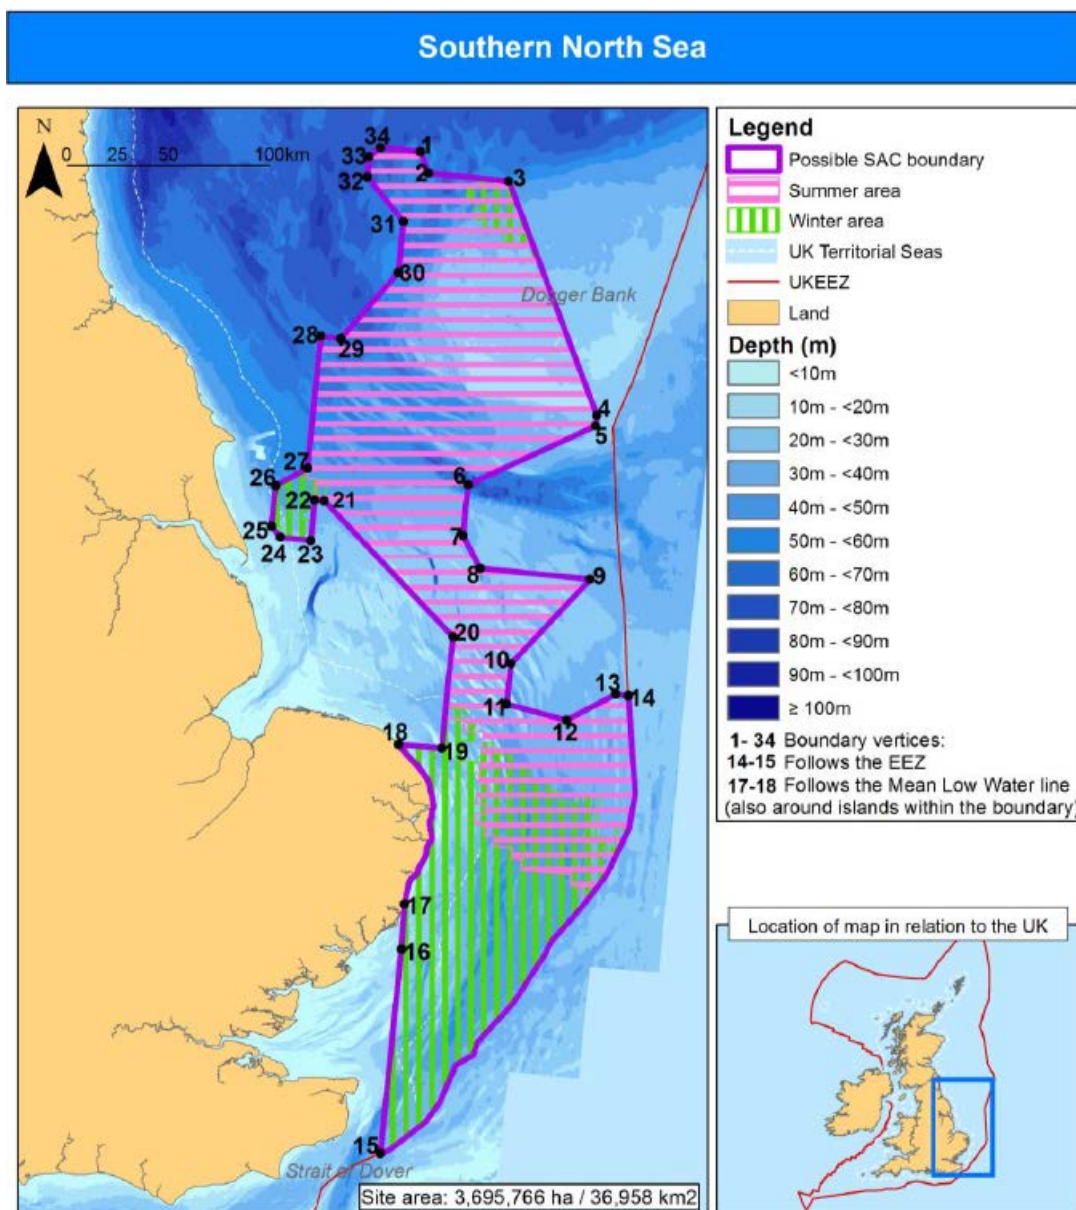 Southern North Sea
N
0 25 50 100km
34
1
33
2
32
3
31
30
Dogger Bank
28
29
4
5
27
6
26
22
21
25
7
24
23
8
9
20
10
13
14
11
12
18
19
17
16
15
Strait of Dover
Site area: 3,695,766 ha / 36,958 km2
Legend
Possible SAC boundary
Summer area
Winter area
UK Territorial Seas
UKEEZ
Land
Depth (m)
<10m
10m - <20m
20m - <30m
30m - <40m
40m - <50m
50m - <60m
60m - <70m
70m - <80m
80m - <90m
90m - <100m
≥ 100m
1- 34 Boundary vertices:
14-15 Follows the EEZ
17-18 Follows the Mean Low Water line
(also around islands within the boundary)
Location of map in relation to the UK